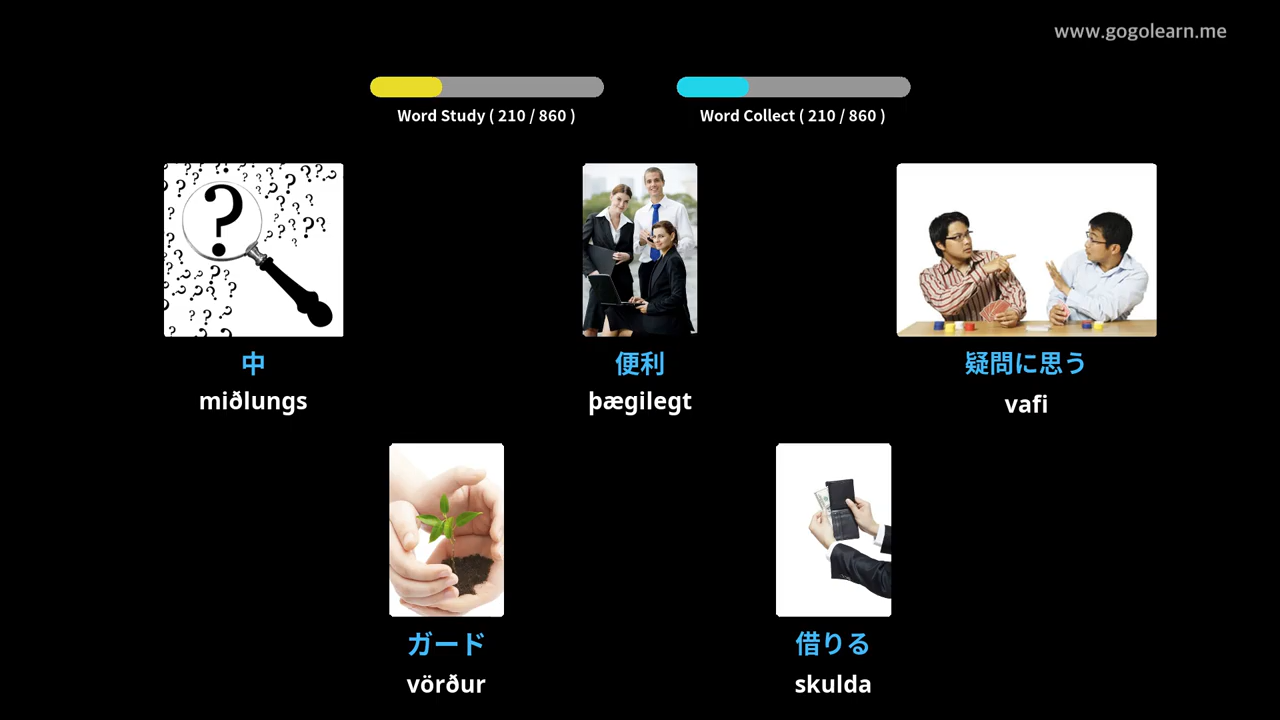 www.gogolearn.me
Word Study ( 210 / 860 )
Word Collect ( 210 / 860 )
中
miðlungs
便利
þægilegt
疑問に思う
vafi
ガード
vörður
借りる
skulda